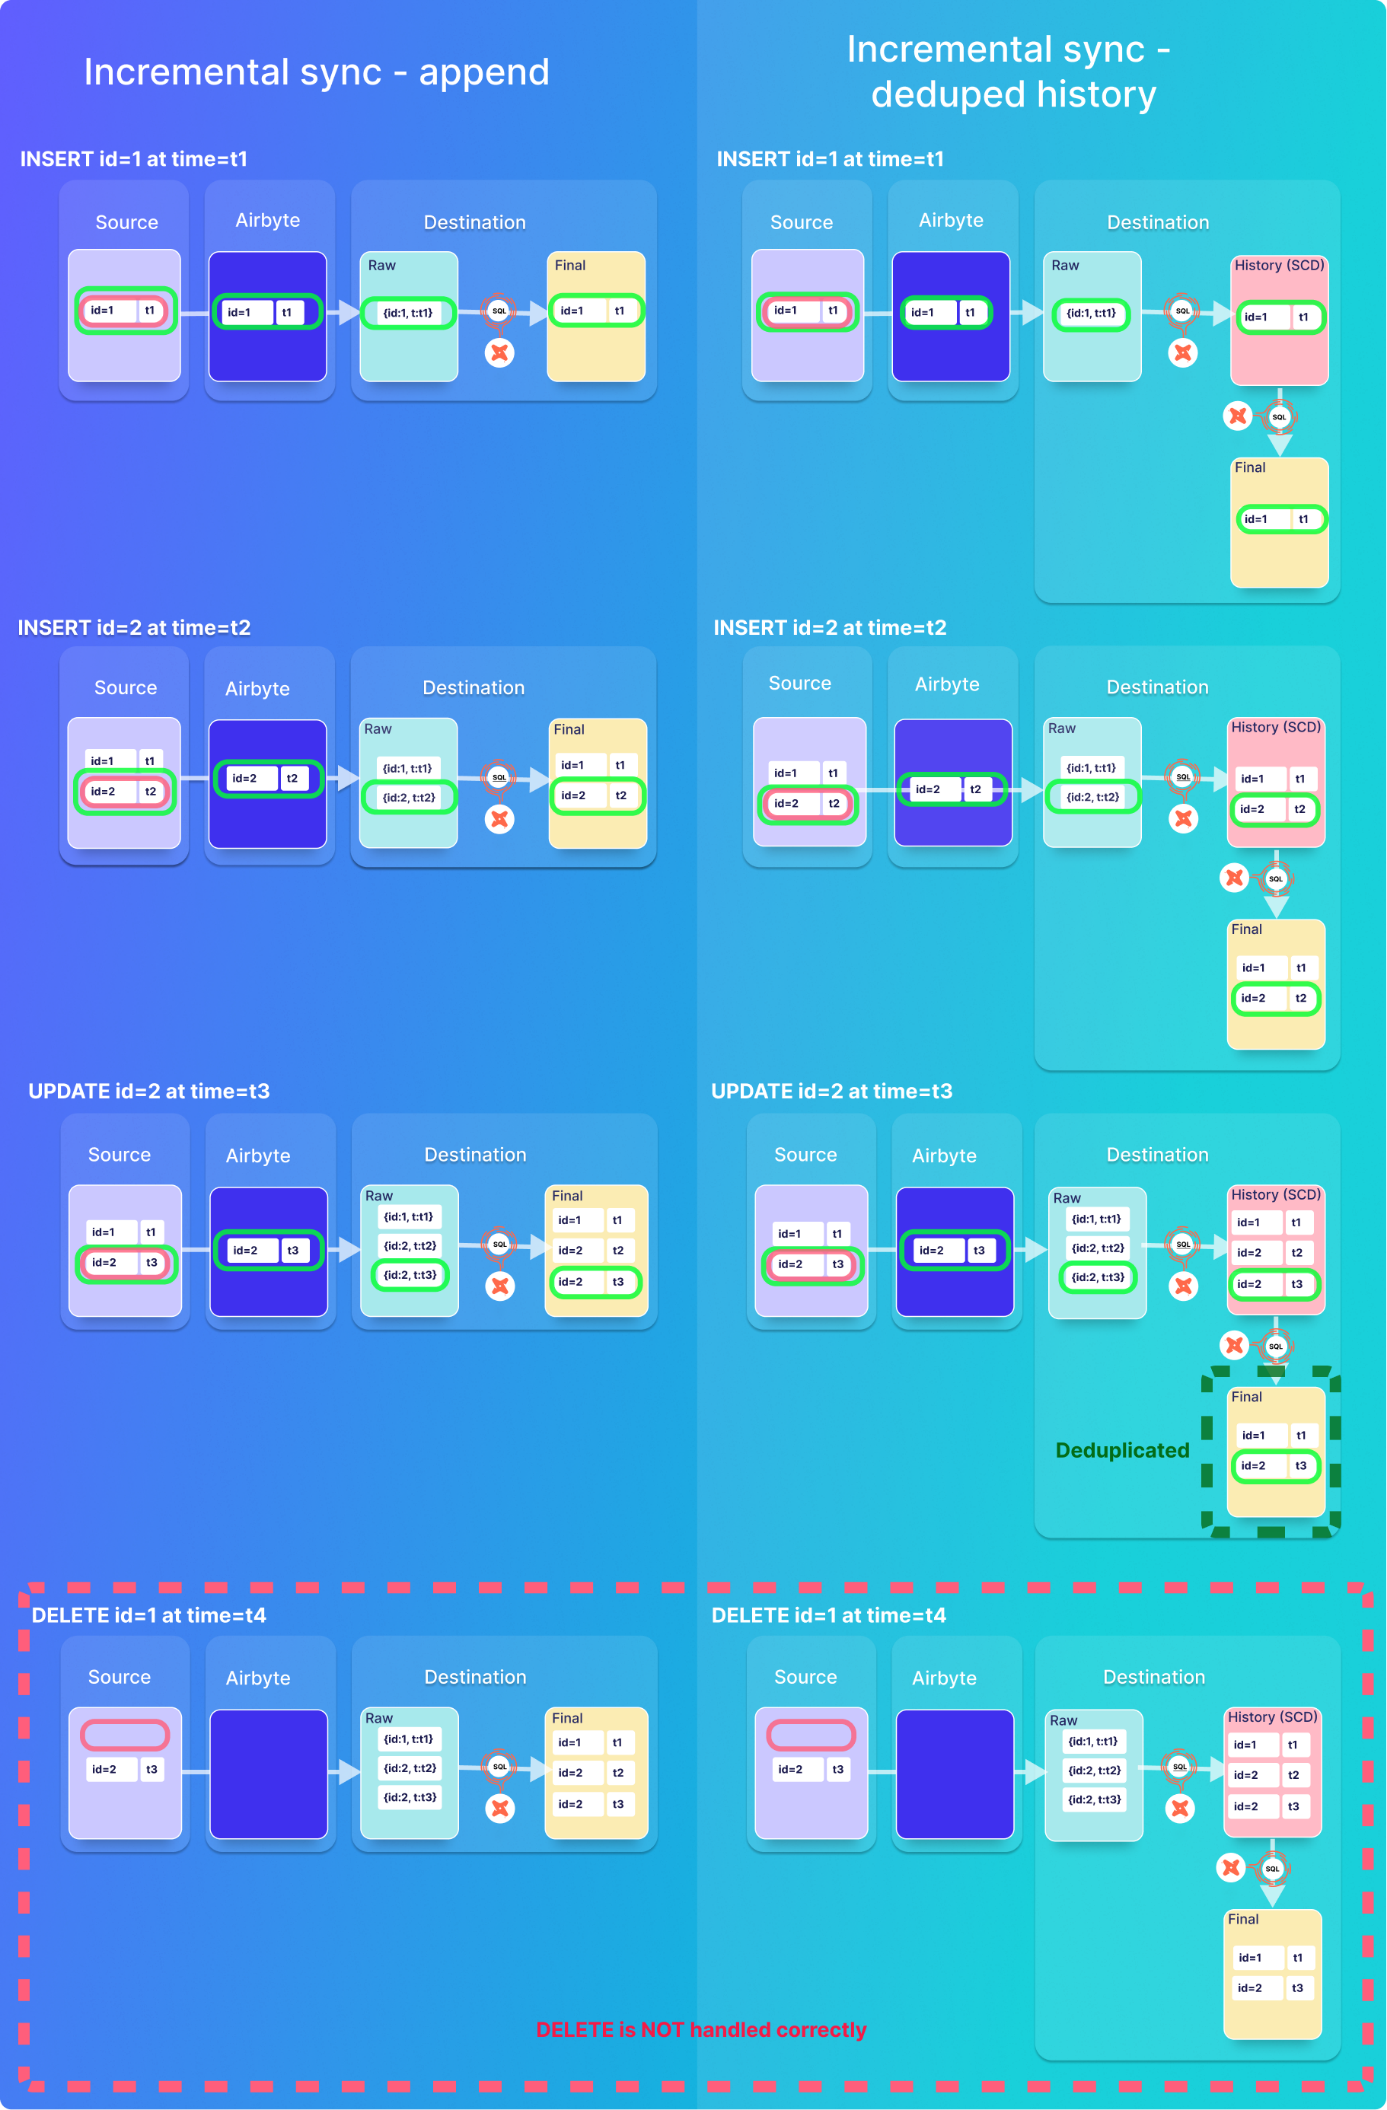 Incremental sync - append
INSERT id=1 at time=t1
Source
Airbyte
Destination
id=1 t1
id=1 t1
Raw
{id:1, t:t1}
SQL
Final
id=1 t1
INSERT id=2 at time=t2
Source
Airbyte
Destination
id=1 t1
id=2 t2
id=2 t2
Raw
{id:1, t:t1}
{id:2, t:t2}
SQL
Final
id=1 t1
id=2 t2
UPDATE id=2 at time=t3
Source
Airbyte
Destination
id=1 t1
id=2 t3
id=2 t3
Raw
{id:1, t:t1}
{id:2, t:t2}
{id:2, t:t3}
SQL
Final
id=1 t1
id=2 t2
id=2 t3
DELETE id=1 at time=t4
Source
Airbyte
Destination
id=2 t3
Raw
{id:1, t:t1}
{id:2, t:t2}
{id:2, t:t3}
SQL
Final
id=1 t1
id=2 t2
id=2 t3
Incremental sync -
deduped history
INSERT id=1 at time=t1
Source
Airbyte
Destination
id=1 t1
id=1 t1
Raw
{id:1, t:t1}
SQL
History (SCD)
id=1 t1
SQL
Final
id=1 t1
INSERT id=2 at time=t2
Source
Airbyte
Destination
id=1 t1
id=2 t2
id=2 t2
Raw
{id:1, t:t1}
{id:2, t:t2}
SQL
History (SCD)
id=1 t1
id=2 t2
SQL
Final
id=1 t1
id=2 t2
UPDATE id=2 at time=t3
Source
Airbyte
Destination
id=1 t1
id=2 t3
id=2 t3
Raw
{id:1, t:t1}
{id:2, t:t2}
{id:2, t:t3}
SQL
History (SCD)
id=1 t1
id=2 t2
id=2 t3
SQL
Deduplicated
Final
id=1 t1
id=2 t3
DELETE id=1 at time=t4
Source
Airbyte
Destination
id=2 t3
Raw
{id:1, t:t1}
{id:2, t:t2}
{id:2, t:t3}
SQL
History (SCD)
id=1 t1
id=2 t2
id=2 t3
SQL
Final
id=1 t1
id=2 t3
DELETE is NOT handled correctly